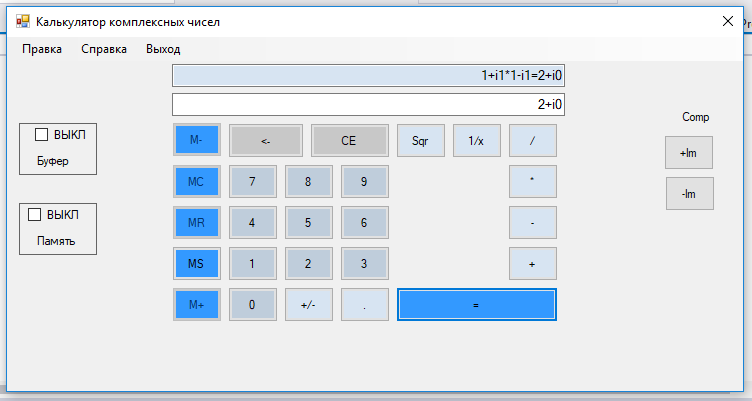 Калькулятор комплексных чисел
Правка Справка Выход
1+i1*1-i1=2+i0
2+i0
ВЫКЛ
Буфер
ВЫКЛ
Память
M- <- CE Sqr 1/x /
MC 7 8 9 *
MR 4 5 6 -
MS 1 2 3 +
M+ 0 +/- . =
Comp
+Im
-Im